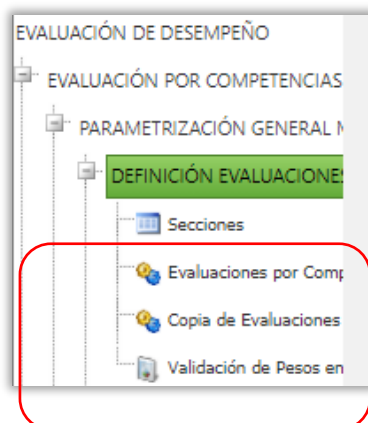 EVALUACIÓN DE DESEMPEÑO
EVALUACIÓN POR COMPETENCIAS
PARAMETRIZACIÓN GENERAL
DEFINICIÓN EVALUACIONES
Secciones
Evaluaciones por Comp
Copia de Evaluaciones
Validación de Pesos en